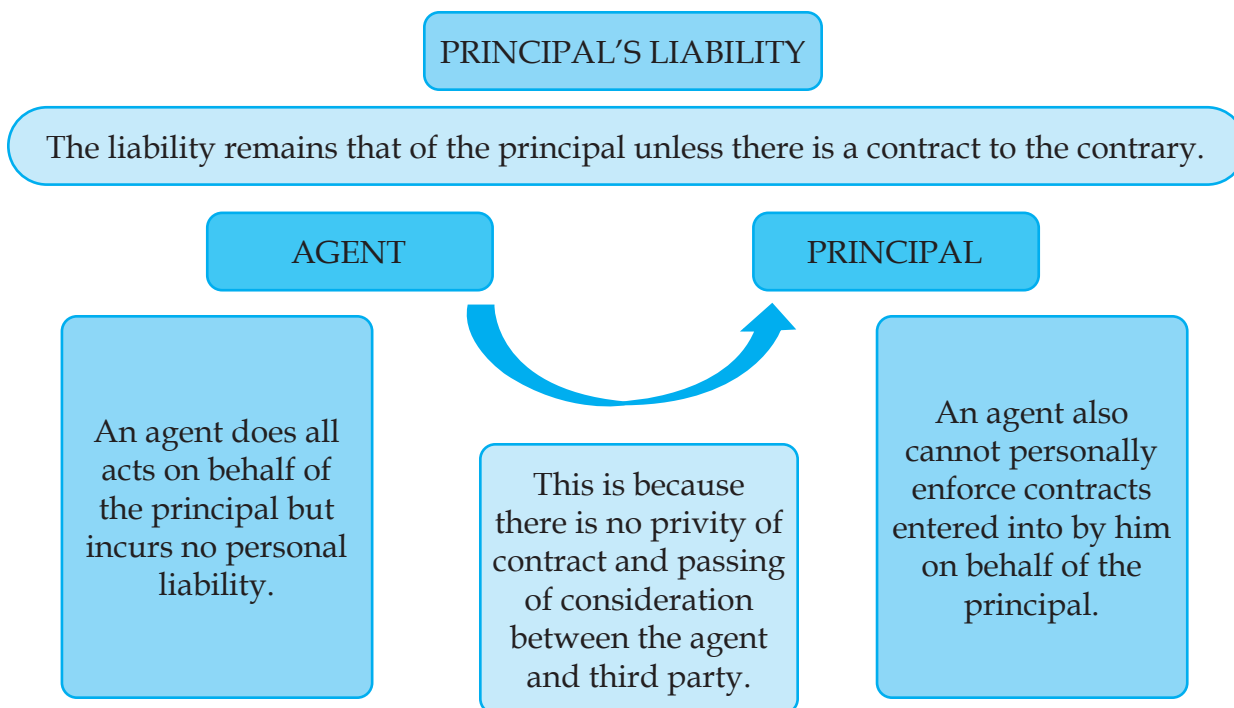 PRINCIPAL’S LIABILITY
The liability remains that of the principal unless there is a contract to the contrary.
AGENT
PRINCIPAL
An agent does all
acts on behalf of
the principal but
incurs no personal
liability.
This is because
there is no privity of
contract and passing
of consideration
between the agent
and third party.
An agent also
cannot personally
enforce contracts
entered into by him
on behalf of the
principal.